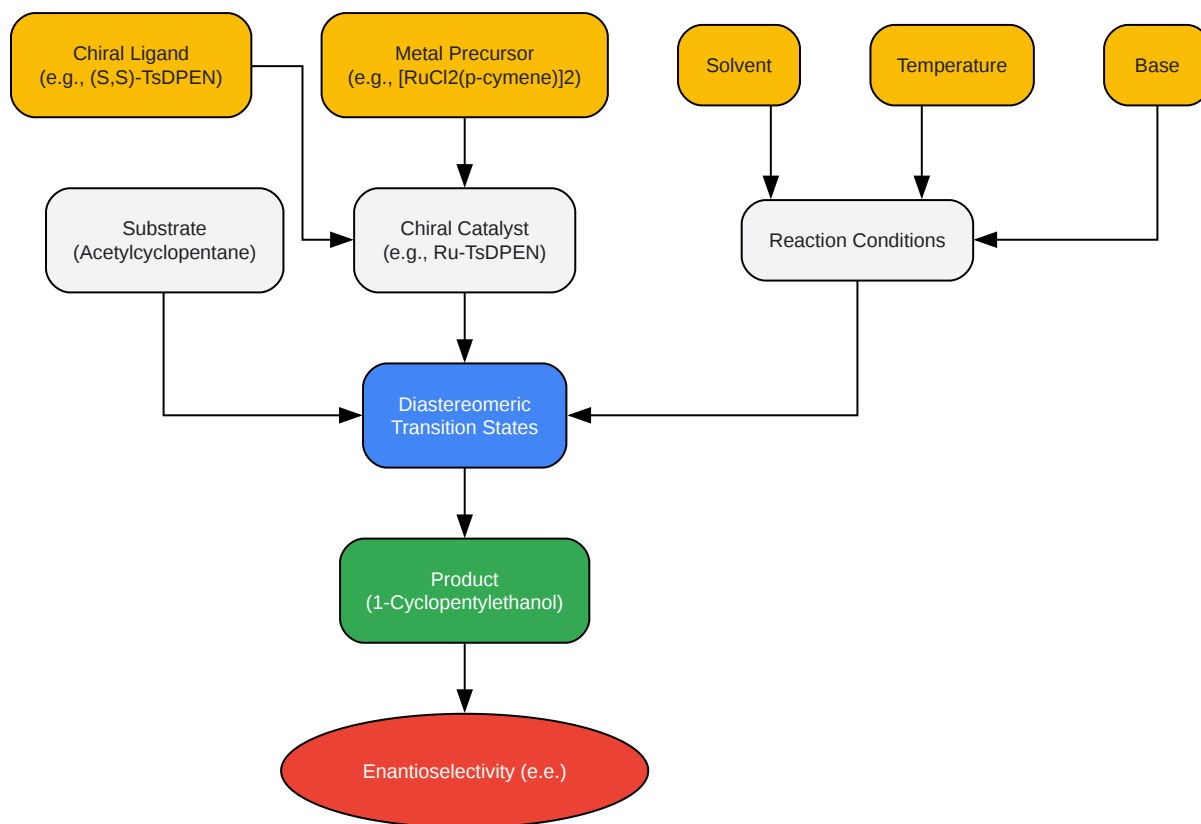 Chiral Ligand
(e.g., (S,S)-TsDPEN)
Metal Precursor
(e.g., [RuCl2(p-cymene)]2)
Solvent
Temperature
Base
Substrate
(Acetylcyclopentane)
Chiral Catalyst
(e.g., Ru-TsDPEN)
Reaction Conditions
Diastereomeric
Transition States
Product
(1-Cyclopentylethanol)
Enantioselectivity (e.e.)